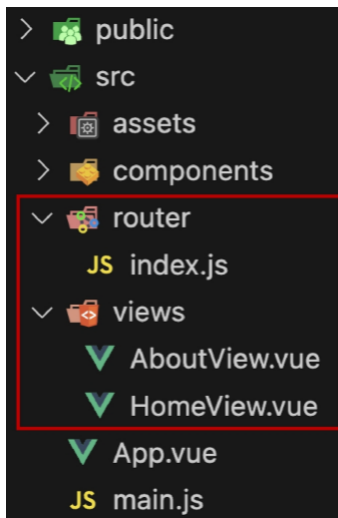 public
src
assets
components
router
JS index.js
views
AboutView.vue
HomeView.vue
App.vue
JS main.js